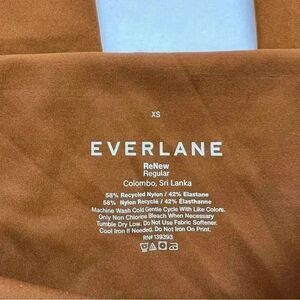 XS
EVERLANE
ReNew
Regular
Colombo, Sri Lanka
58% Recycled Nylon / 42% Elastane
58% Nylon Recyclé / 42% Élasthanne
Machine Wash Cold Gentle Cycle With Like Colors.
Only Non Chlorine Bleach When Necessary
Tumble Dry Low. Do Not Use Fabric Softener.
Cool Iron If Needed. Do Not Iron On Print.
RN# 139393